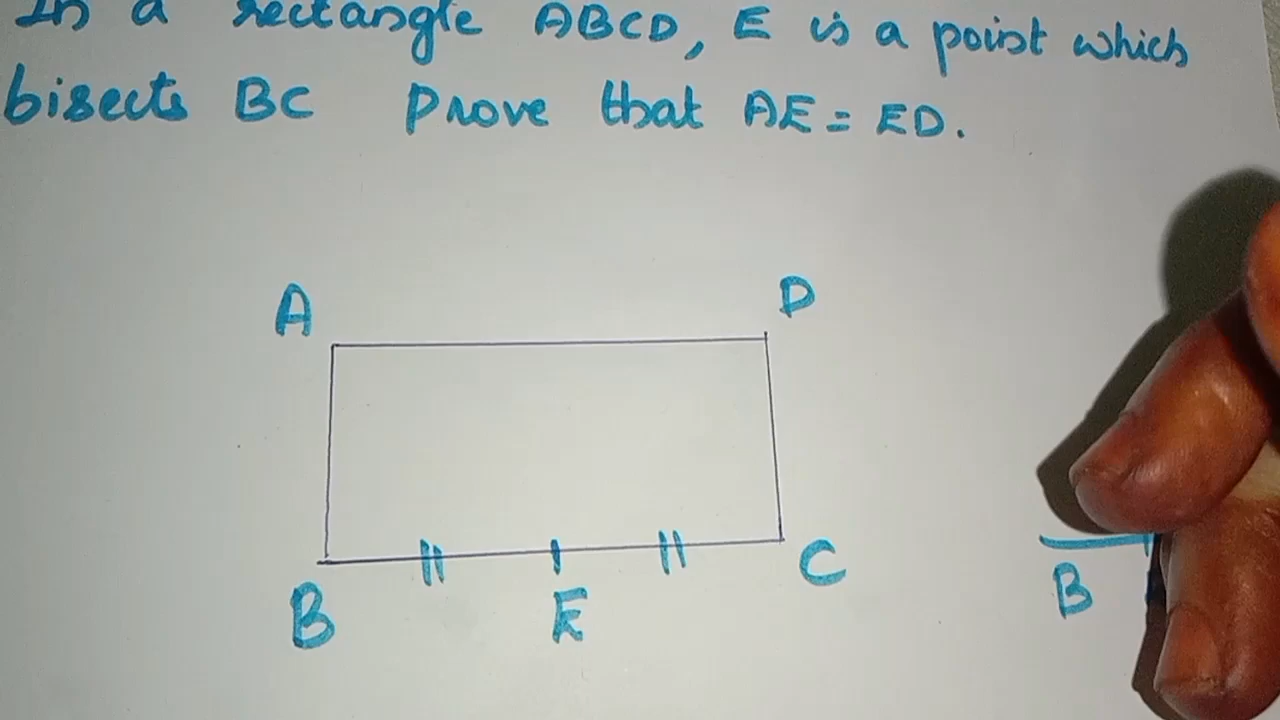 In a rectangle ABCD, E is a point which
bisects BC Prove that AE = ED.
A
D
B
E
C
B